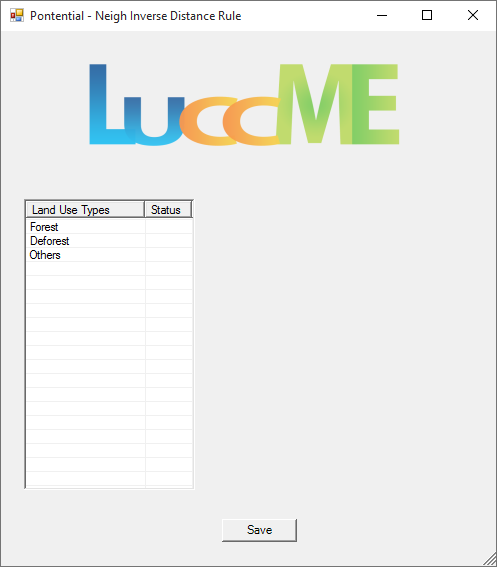 Pontential - Neigh Inverse Distance Rule
LuccME
Land Use Types Status
Forest
Deforest
Others
Save